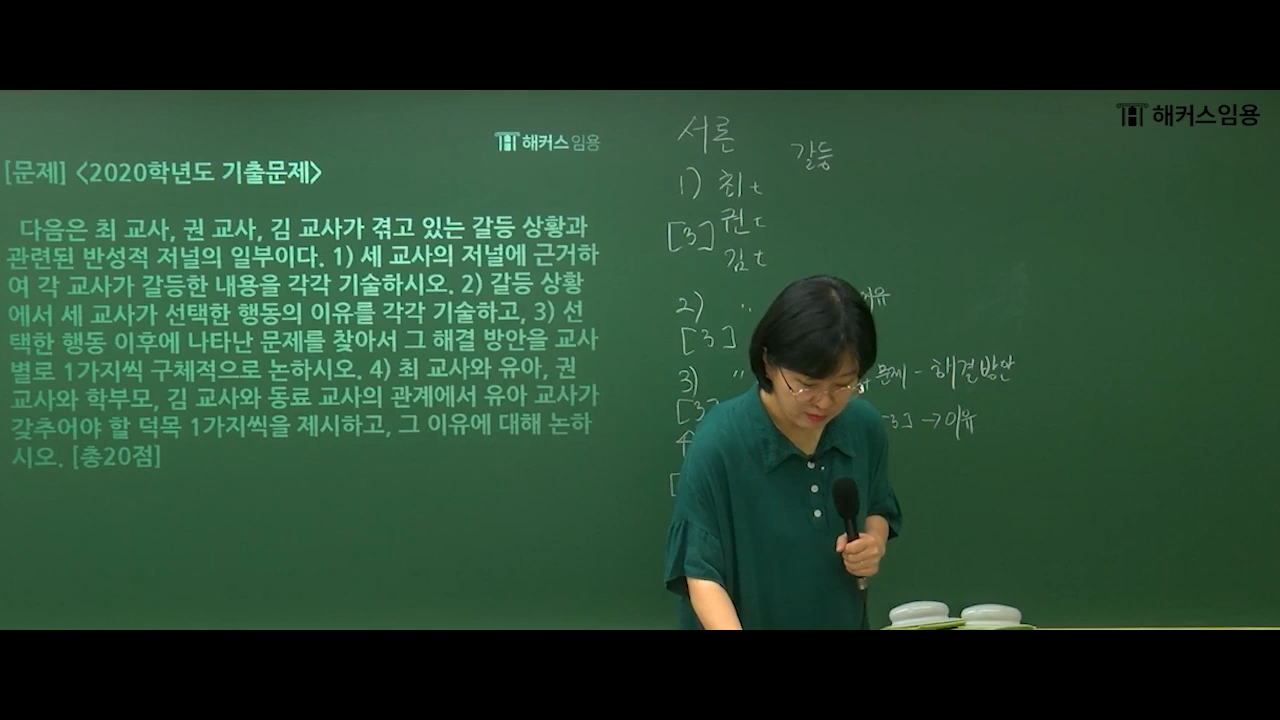 해커스임용
해커스임용
[문제] <2020학년도 기출문제>
다음은 최 교사, 권 교사, 김 교사가 겪고 있는 갈등 상황과
관련된 반성적 저널의 일부이다. 1) 세 교사의 저널에 근거하
여 각 교사가 갈등한 내용을 각각 기술하시오. 2) 갈등 상황
에서 세 교사가 선택한 행동의 이유를 각각 기술하고, 3) 선
택한 행동 이후에 나타난 문제를 찾아서 그 해결 방안을 교사
별로 1가지씩 구체적으로 논하시오. 4) 최 교사와 유아, 권
교사와 학부모, 김 교사와 동료 교사의 관계에서 유아 교사가
갖추어야 할 덕목 1가지씩을 제시하고, 그 이유에 대해 논하
시오. [총20점]
서론
갈등
1) 최t
[3] 권t
김t
2) 〃 이유
[3]
3) 〃 문제 - 해결방안
[3] 3] → 이유
4
[